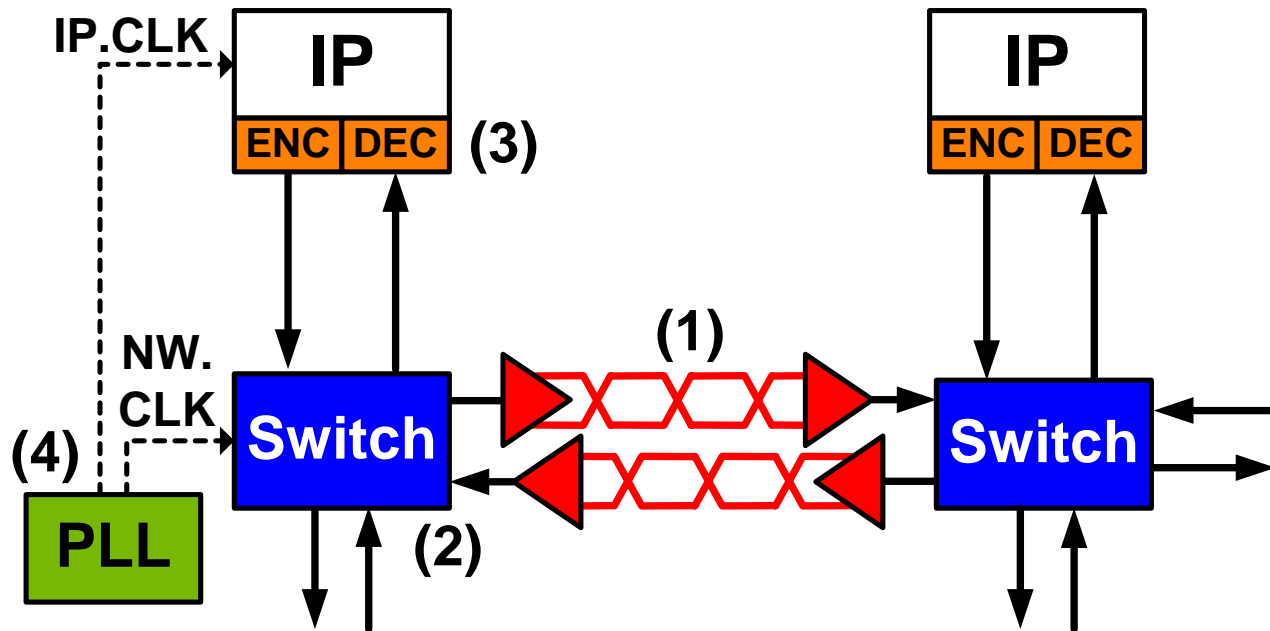 IP.CLK
IP
IP
ENC DEC
(3)
ENC DEC
(1)
NW.
CLK
Switch
Switch
(4)
PLL
(2)